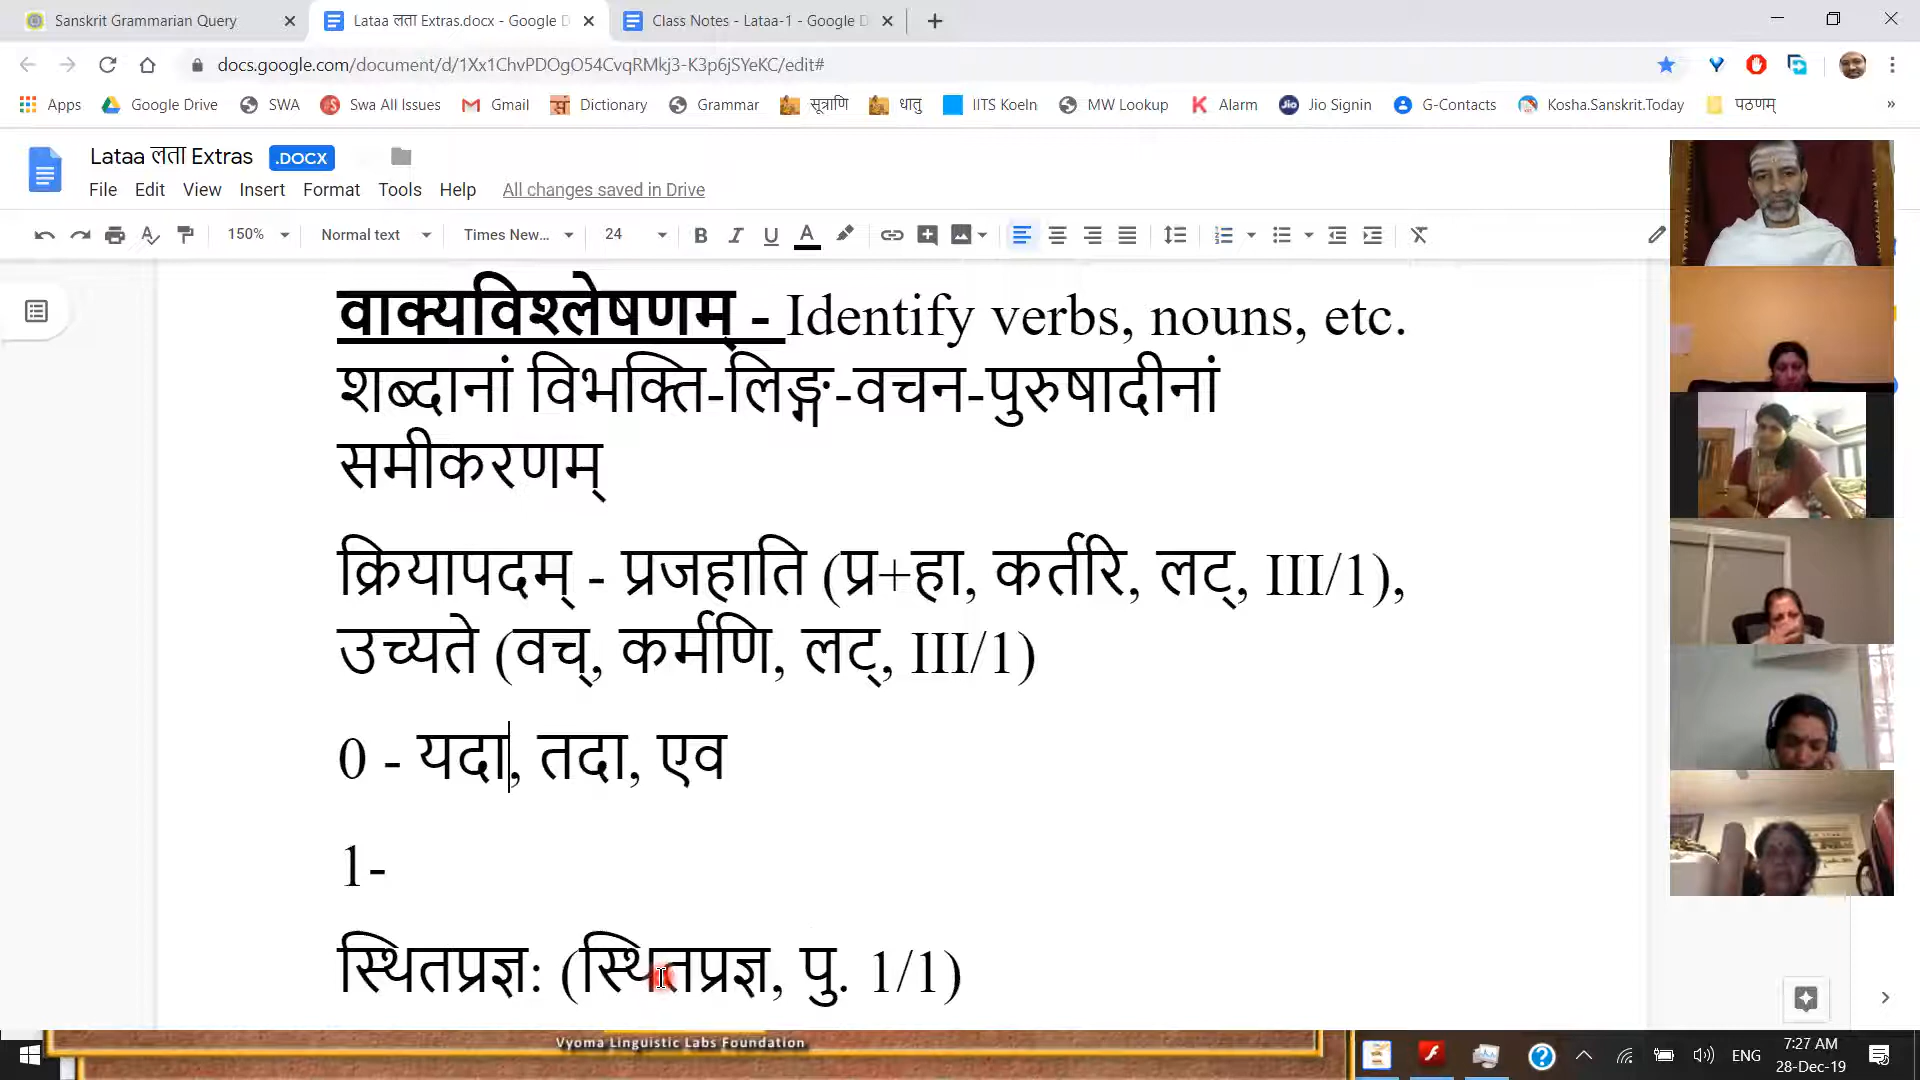 Sanskrit Grammarian Query
Lataa लता Extras.docx - Google D
Class Notes - Lataa-1 - Google D
docs.google.com/document/d/1Xx1ChvPDOgO54CvqRMkj3-K3p6jSYeKC/edit#
Apps Google Drive SWA Swa All Issues Gmail Dictionary Grammar सूत्राणि धातु IITS Koeln MW Lookup Alarm Jio Signin G-Contacts Kosha.Sanskrit.Today पठणम् »
Lataa लता Extras .DOCX
File Edit View Insert Format Tools Help All changes saved in Drive
150% Normal text Times New... 24 B I U A
वाक्यविश्लेषणम् - Identify verbs, nouns, etc.
शब्दानां विभक्ति-लिङ्ग-वचन-पुरुषादीनां
समीकरणम्
क्रियापदम् - प्रजहाति (प्र+हा, कर्तरि, लट्, III/1),
उच्यते (वच्, कर्मणि, लट्, III/1)
0 - यदा, तदा, एव
1-
स्थितप्रज्ञः (स्थितप्रज्ञ, पु. 1/1)
Vyoma Linguistic Labs Foundation
ENG
7:27 AM
28-Dec-19